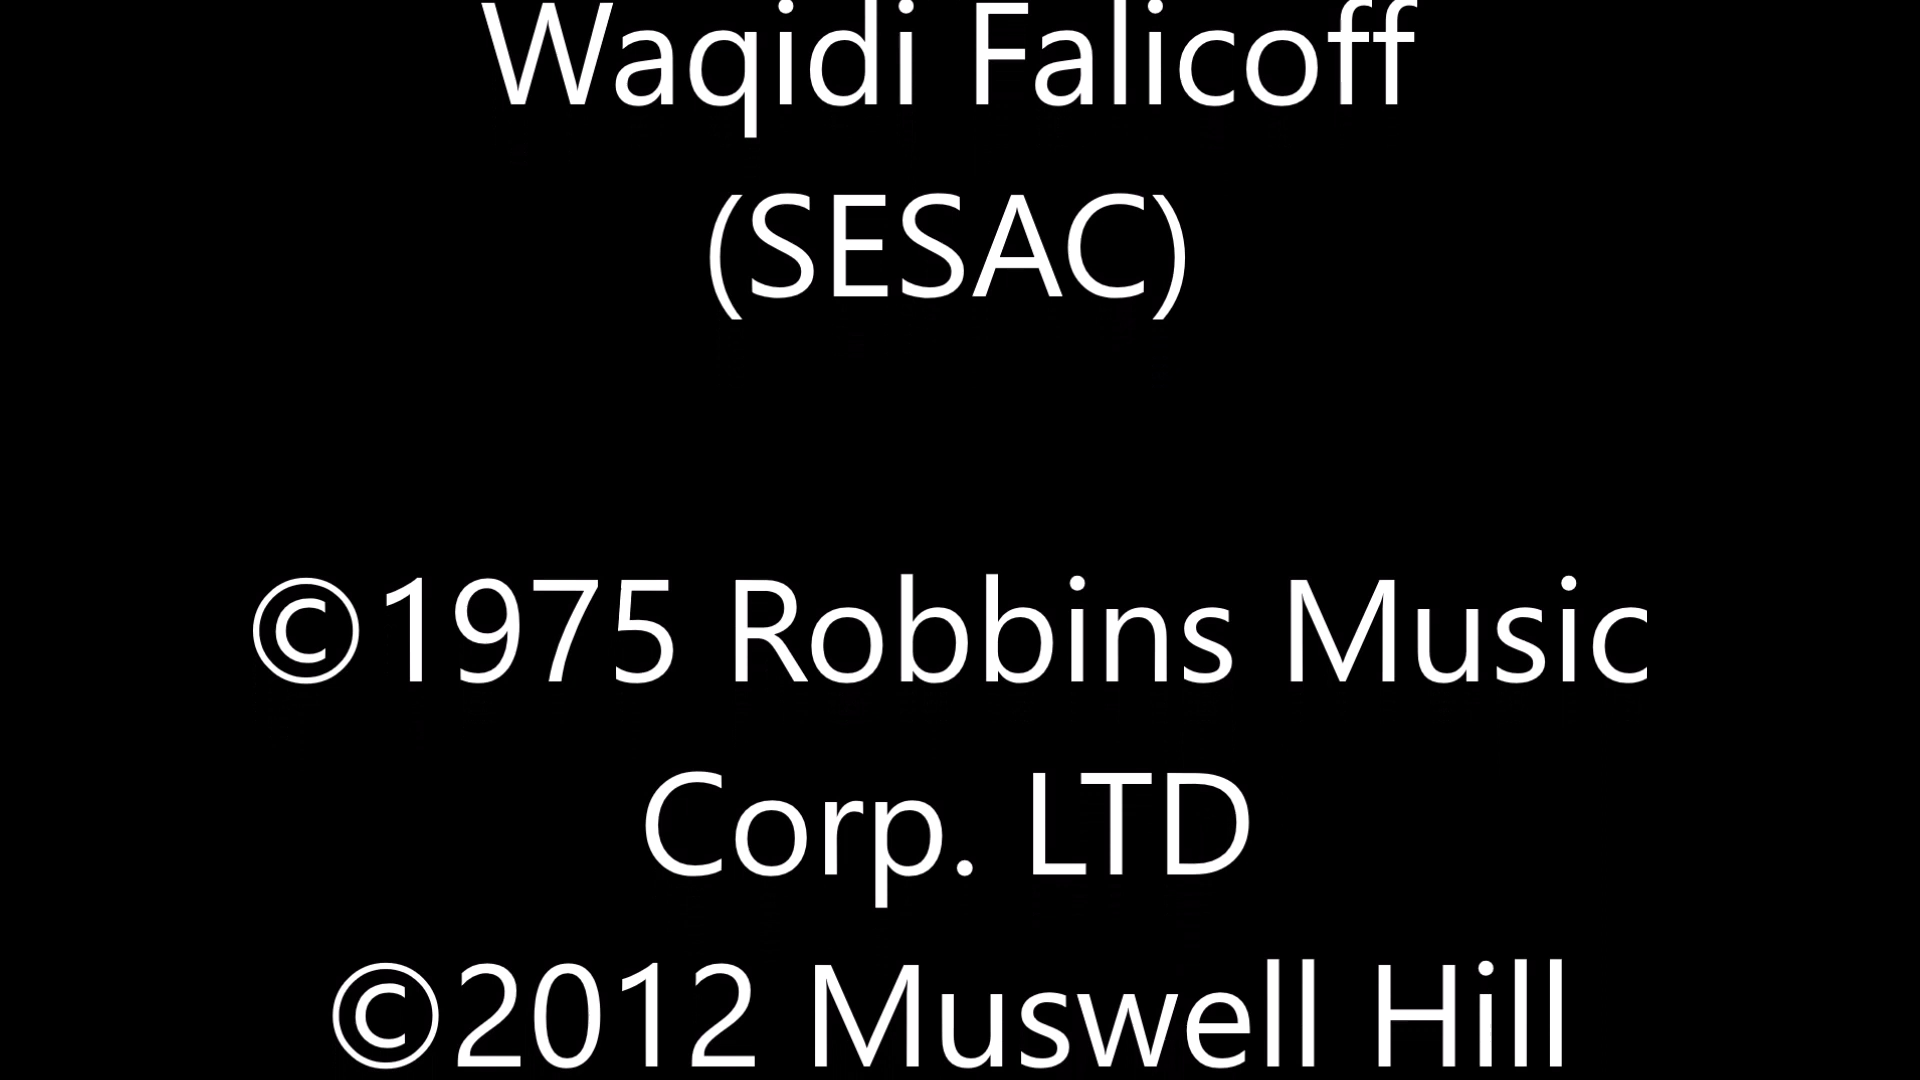 Waqidi Falicoff
(SESAC)
©1975 Robbins Music
Corp. LTD
©2012 Muswell Hill